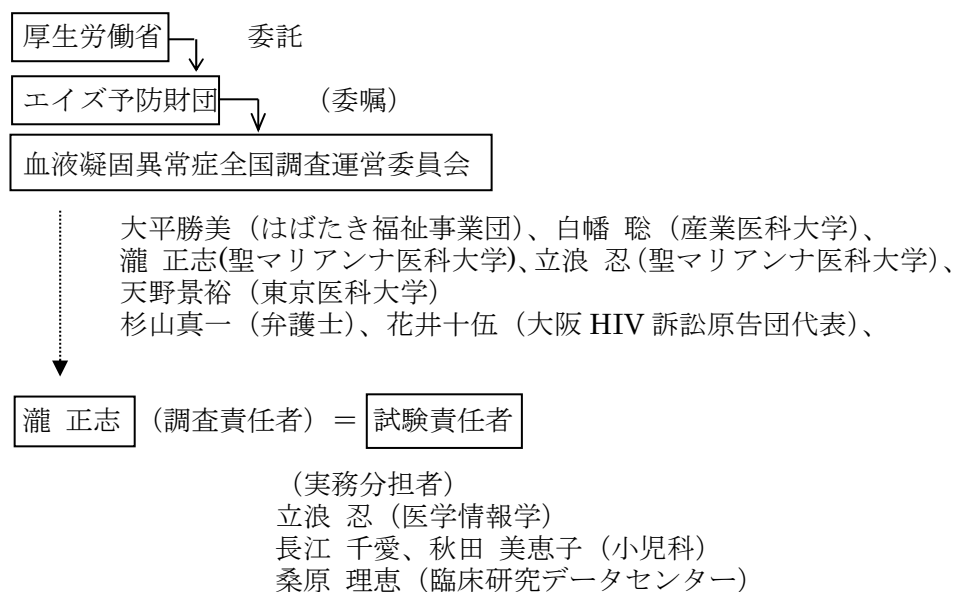 厚生労働省 委託
エイズ予防財団 (委嘱)
血液凝固異常症全国調査運営委員会
大平勝美（はばたき福祉事業団）、白幡 聡（産業医科大学）、
瀧 正志(聖マリアンナ医科大学)、立浪 忍（聖マリアンナ医科大学）、
天野景裕（東京医科大学）
杉山真一（弁護士）、花井十伍（大阪 HIV 訴訟原告団代表）、
瀧 正志 （調査責任者）＝ 試験責任者
（実務分担者）
立浪 忍（医学情報学）
長江 千愛、秋田 美恵子（小児科）
桑原 理恵（臨床研究データセンター）